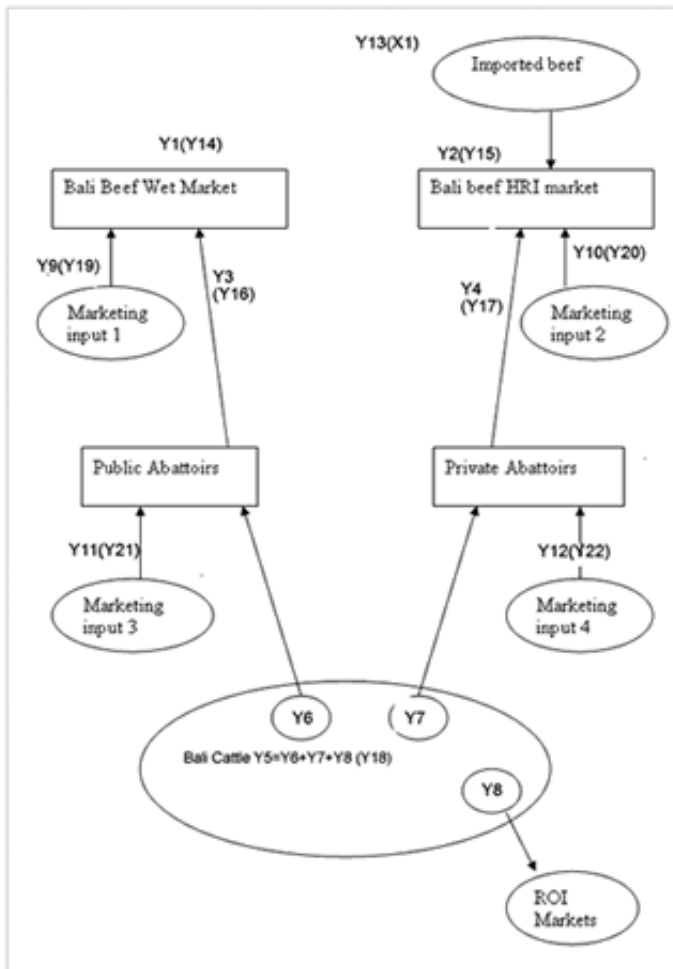 Y13(X1)
Imported beef
Y1(Y14)
Y2(Y15)
Bali Beef Wet Market
Bali beef HRI market
Y9(Y19)
Y3
(Y16)
Y4
(Y17)
Y10(Y20)
Marketing
input 1
Marketing
input 2
Public Abattoirs
Private Abattoirs
Y11(Y21)
Y12(Y22)
Marketing
input 3
Marketing
input 4
Y6
Y7
Bali Cattle Y5=Y6+Y7+Y8 (Y18)
Y8
ROI
Markets